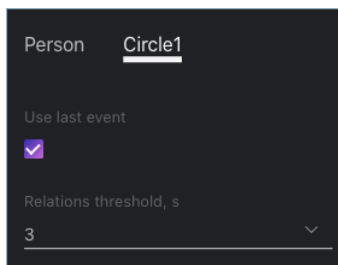 Person Circle1
Use last event
Relations threshold, s
3